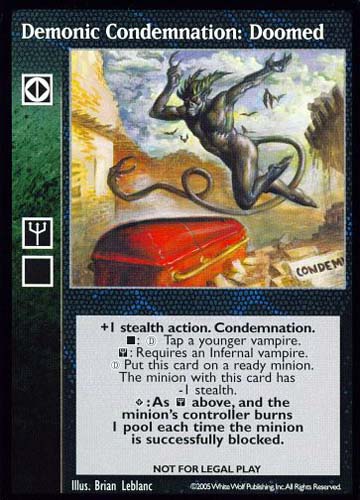 Demonic Condemnation: Doomed
CONDEM
+1 stealth action. Condemnation.
: Tap a younger vampire.
:Requires an Infernal vampire.
Put this card on a ready minion.
The minion with this card has
-1 stealth.
:As above, and the
minion's controller burns
1 pool each time the minion
is successfully blocked.
NOT FOR LEGAL PLAY
Illus. Brian Leblanc
©2005 White Wolf Publishing, Inc. All Rights Reserved.